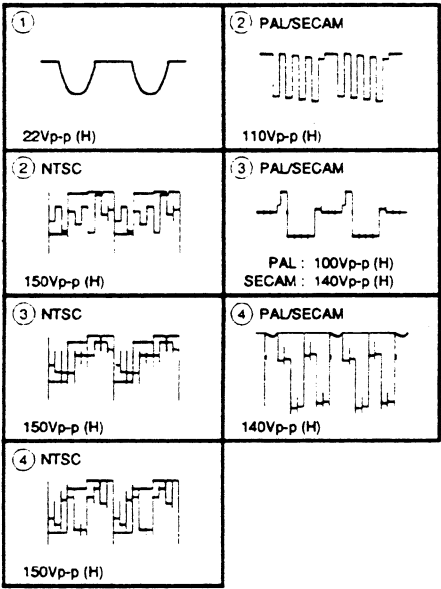 ① 
22Vp-p (H)
② PAL/SECAM
110Vp-p (H)
② NTSC
150Vp-p (H)
③ PAL/SECAM
PAL : 100Vp-p (H)
SECAM : 140Vp-p (H)
③ NTSC
150Vp-p (H)
④ PAL/SECAM
140Vp-p (H)
④ NTSC
150Vp-p (H)